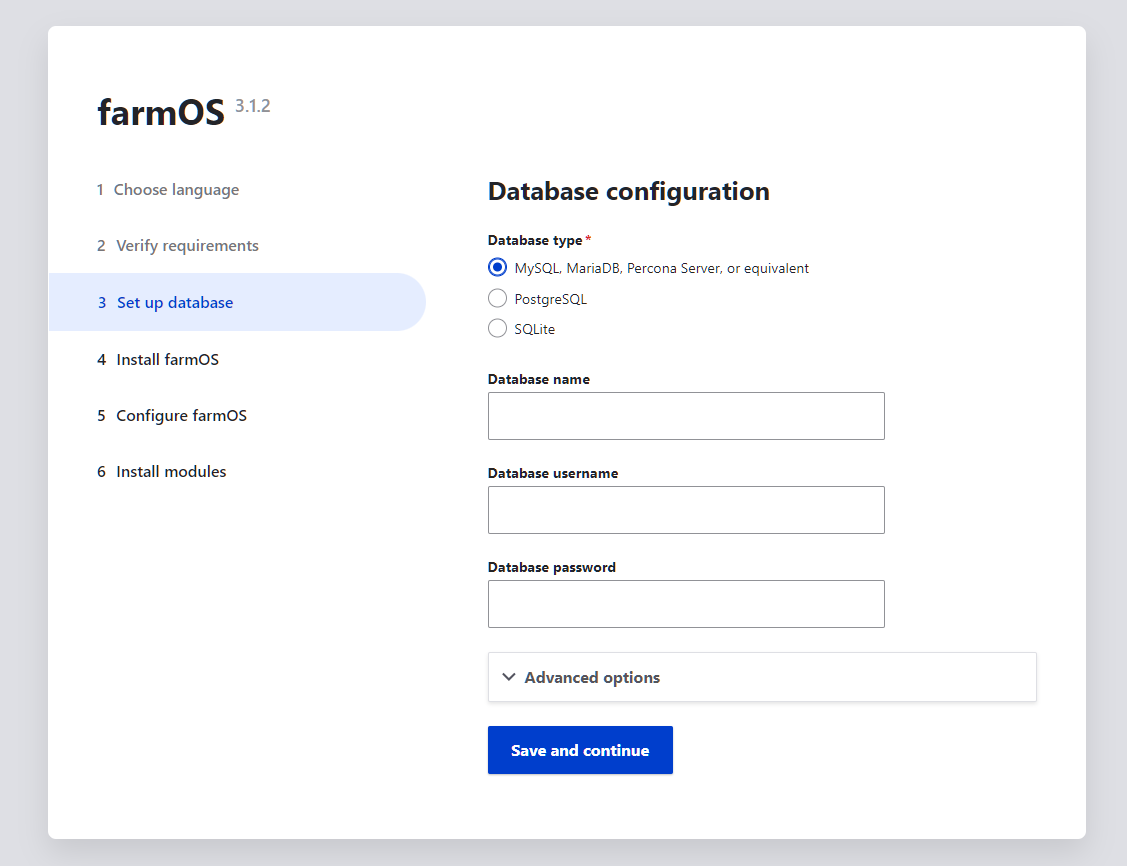 farmOS 3.1.2
1 Choose language
2 Verify requirements
3 Set up database
4 Install farmOS
5 Configure farmOS
6 Install modules
Database configuration
Database type*
MySQL, MariaDB, Percona Server, or equivalent
PostgreSQL
SQLite
Database name
Database username
Database password
Advanced options
Save and continue